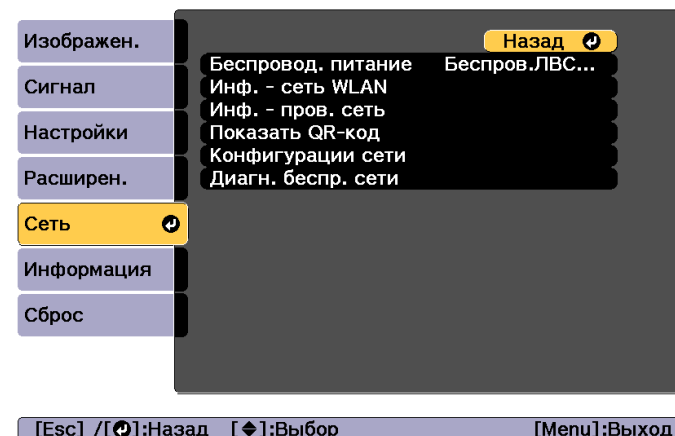 Изображен.
Сигнал
Настройки
Расширен.
Сеть
Информация
Сброс
Назад
Беспровод. питание Беспров.ЛВС...
Инф. - сеть WLAN
Инф. - пров. сеть
Показать QR-код
Конфигурации сети
Диагн. беспр. сети
[Esc] /[]:Назад []:Выбор [Menu]:Выход